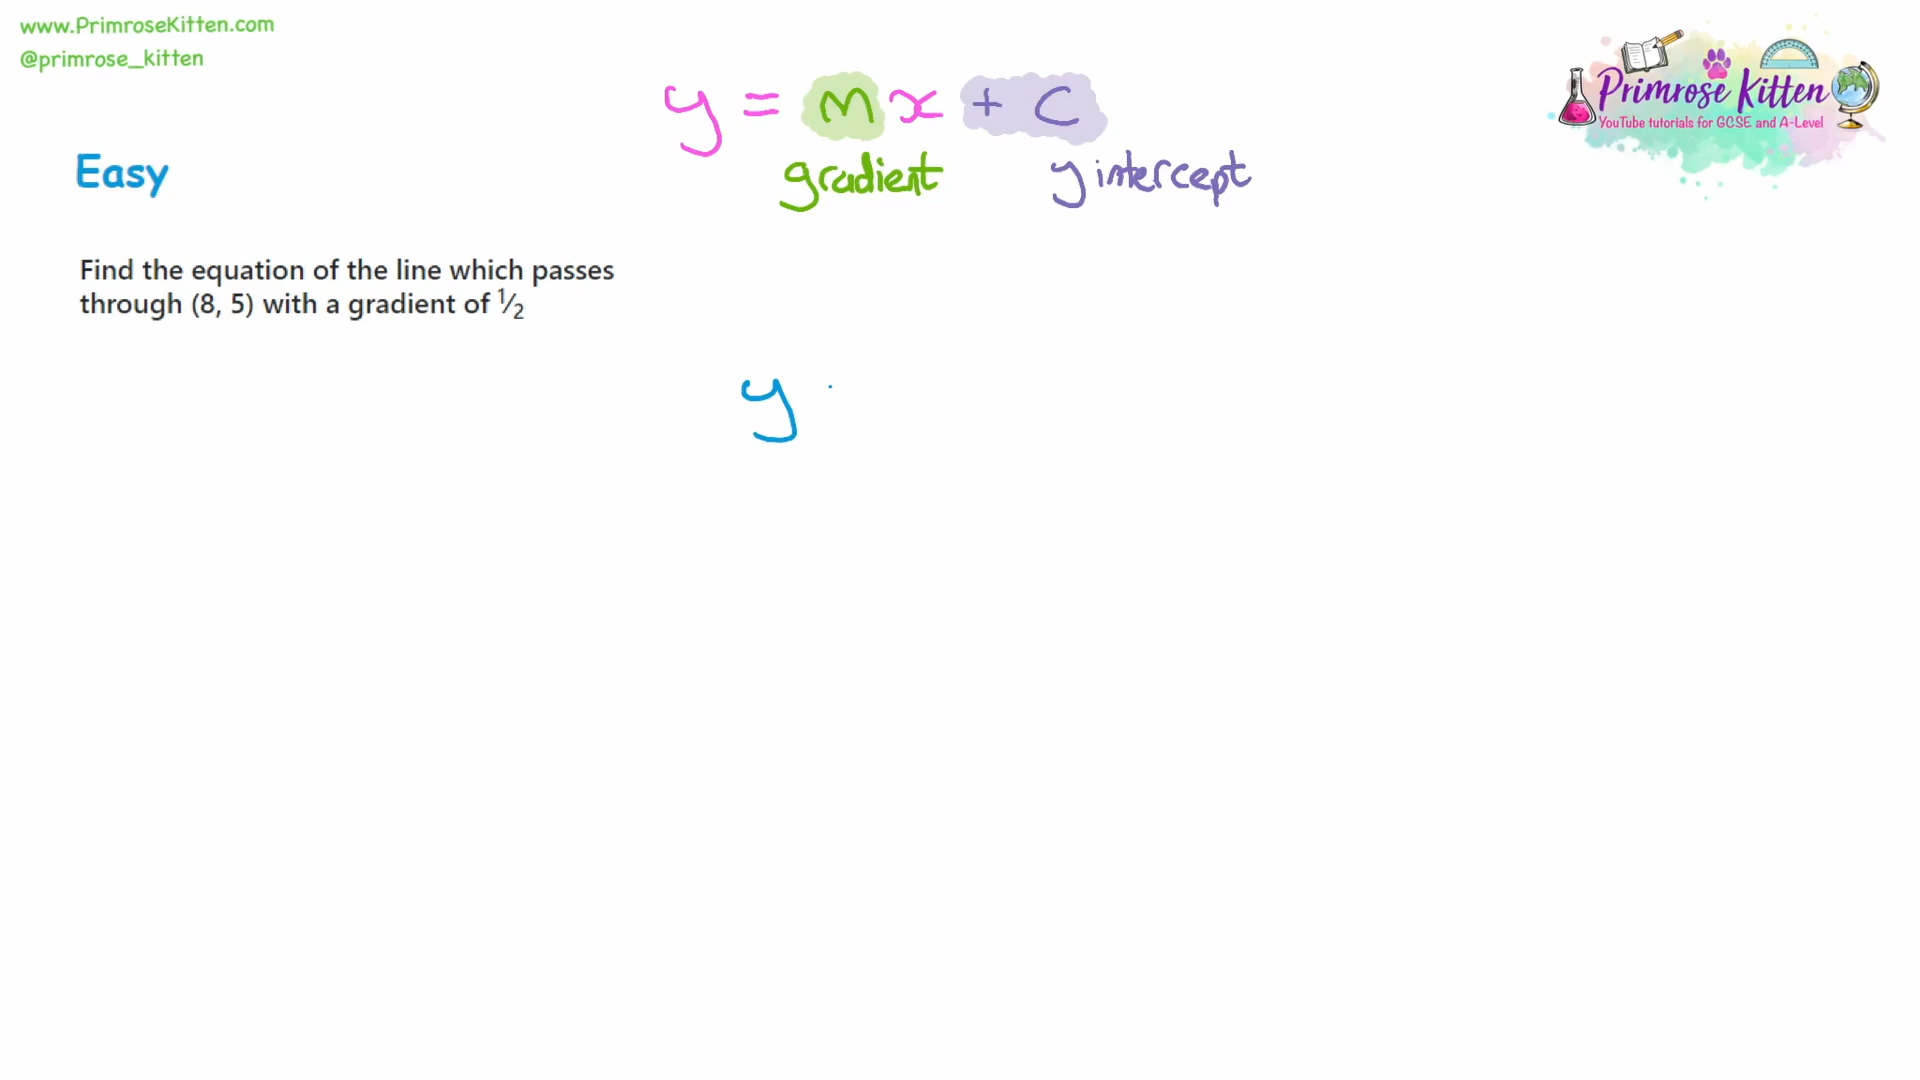 www.PrimroseKitten.com
@primrose_kitten
Primrose Kitten
YouTube tutorials for GCSE and A-Level
y = mx + c
gradient
y intercept
Easy
Find the equation of the line which passes
through (8, 5) with a gradient of ½
y